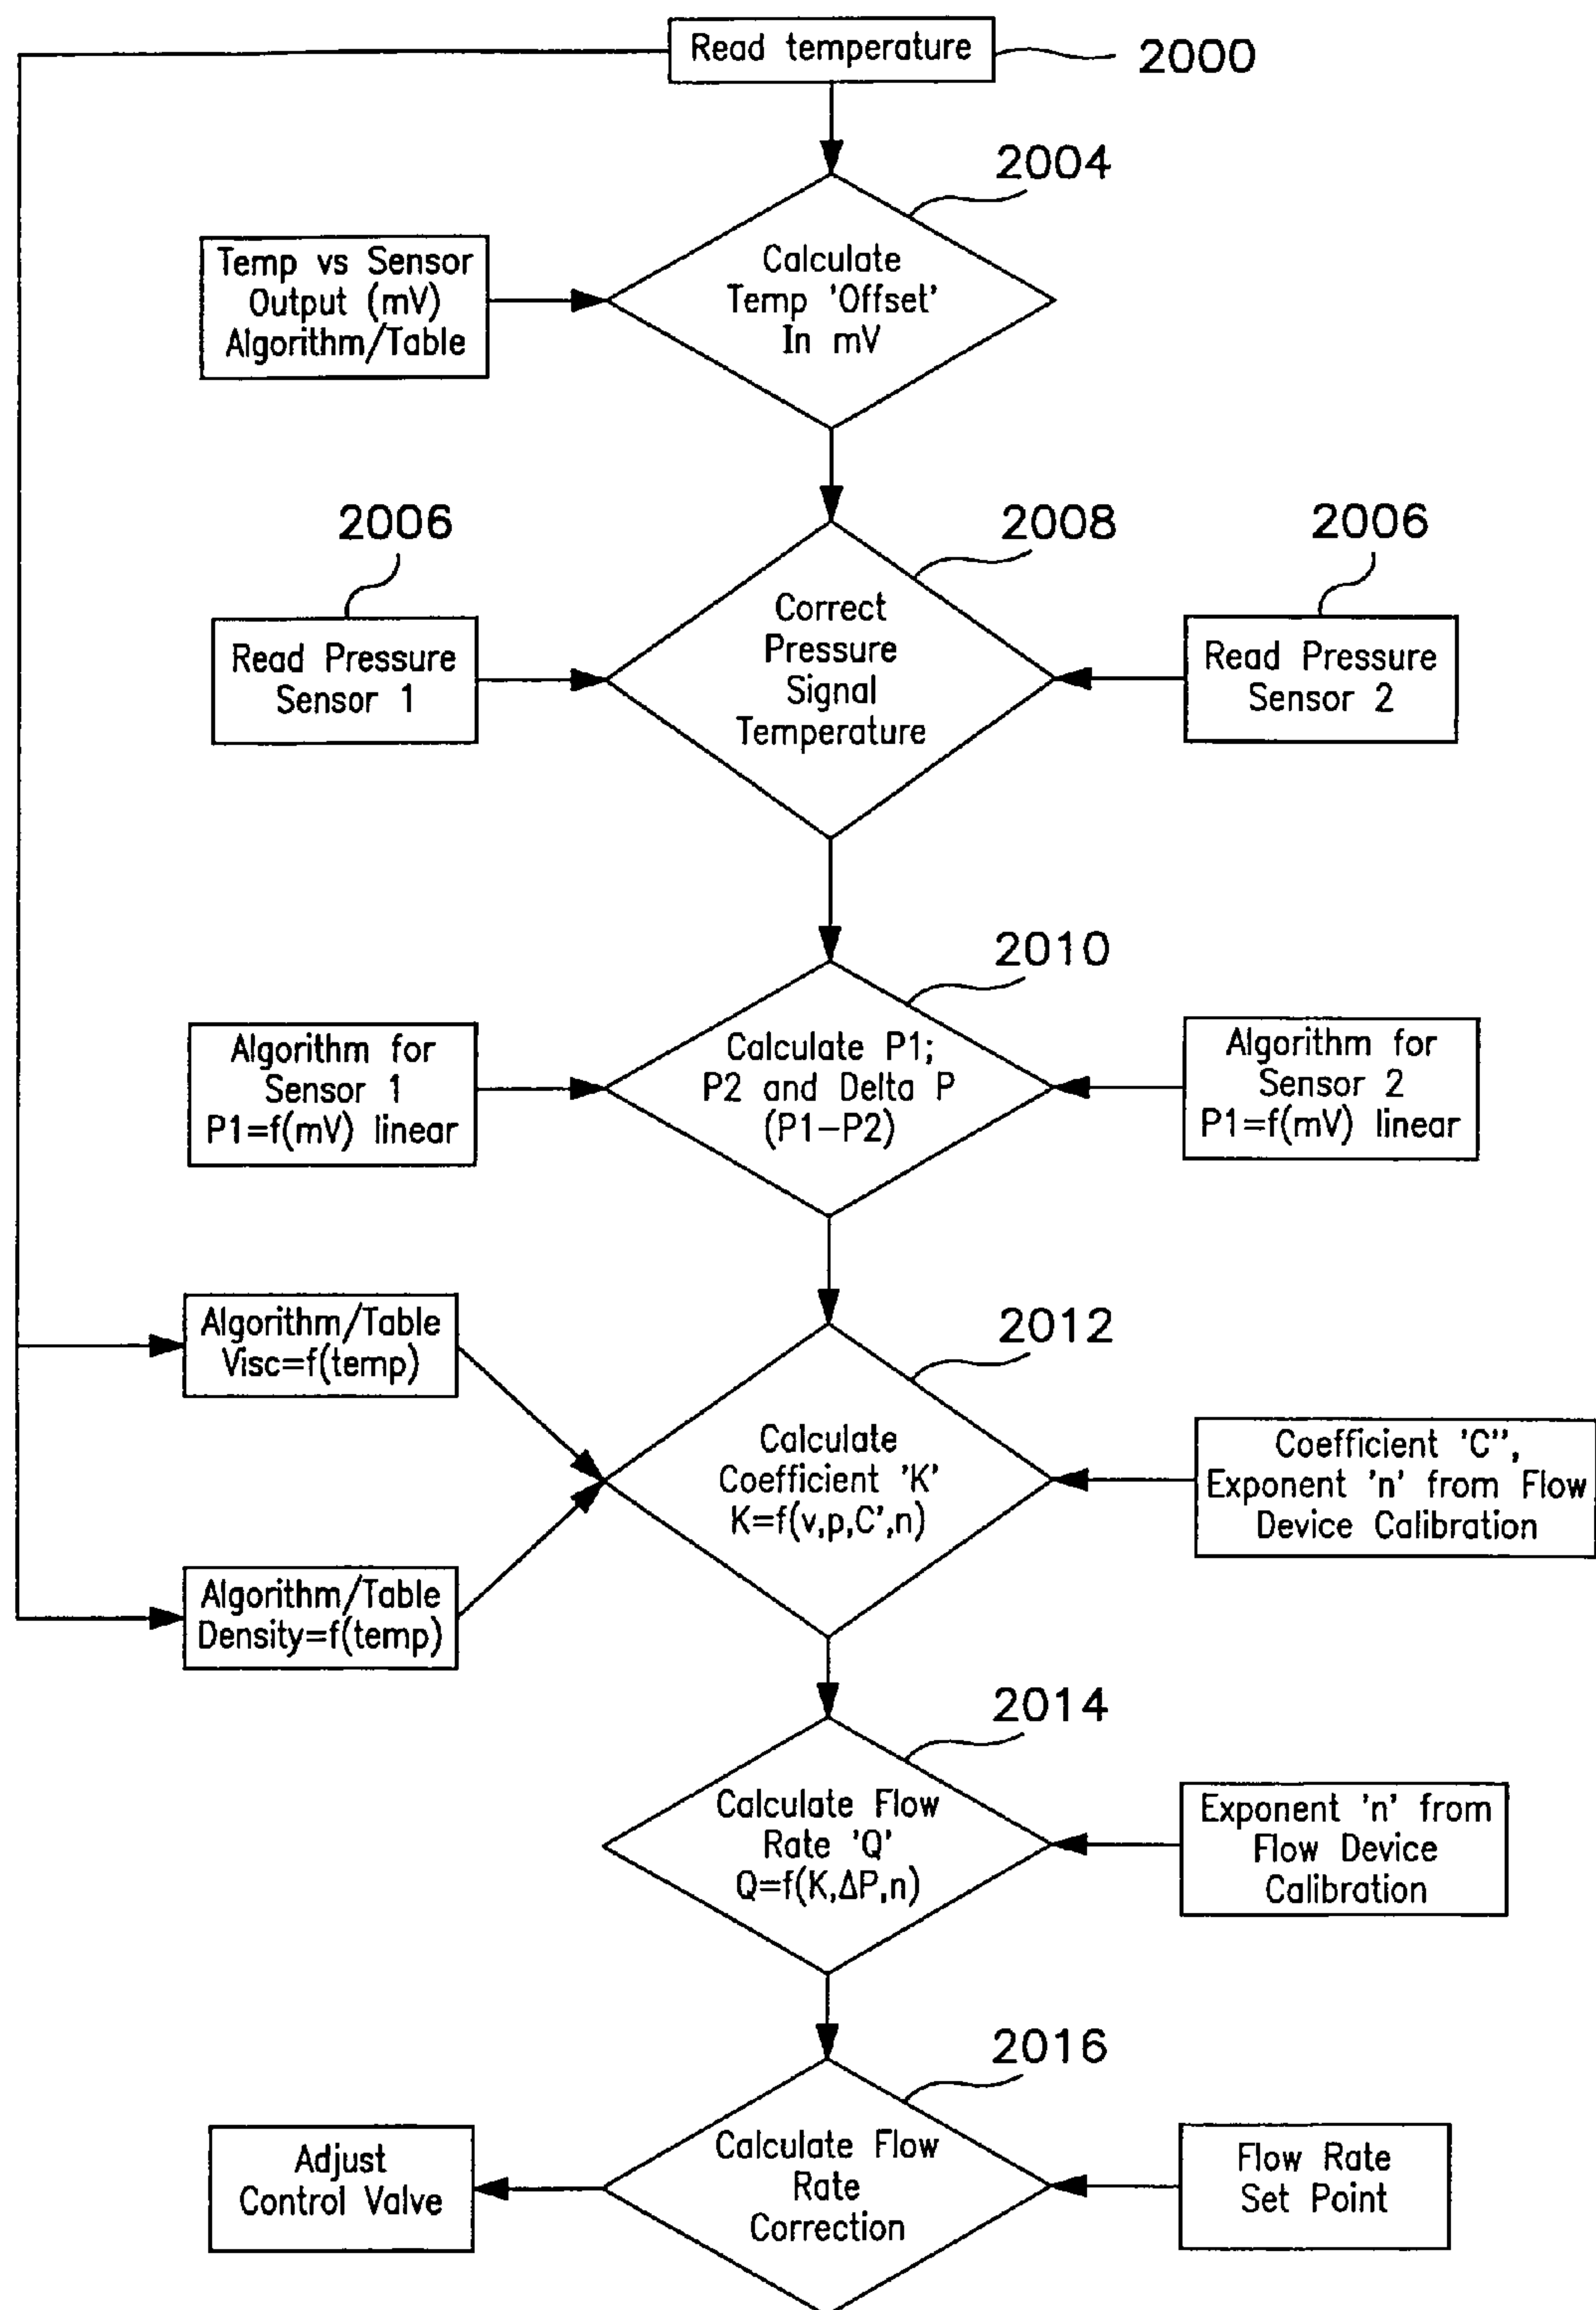 Read temperature
2000
2004
Temp vs Sensor
Output (mV)
Algorithm/Table
Calculate
Temp 'Offset'
In mV
2006
2008
2006
Read Pressure
Sensor 1
Correct
Pressure
Signal
Temperature
Read Pressure
Sensor 2
2010
Algorithm for
Sensor 1
P1=f(mV) linear
Calculate P1;
P2 and Delta P
(P1-P2)
Algorithm for
Sensor 2
P1=f(mV) linear
2012
Algorithm/Table
Visc=f(temp)
Calculate
Coefficient 'K'
K=f(v,p,C',n)
Coefficient 'C'',
Exponent 'n' from Flow
Device Calibration
Algorithm/Table
Density=f(temp)
2014
Calculate Flow
Rate 'Q'
Q=f(K,ΔP,n)
Exponent 'n' from
Flow Device
Calibration
2016
Adjust
Control Valve
Calculate Flow
Rate
Correction
Flow Rate
Set Point